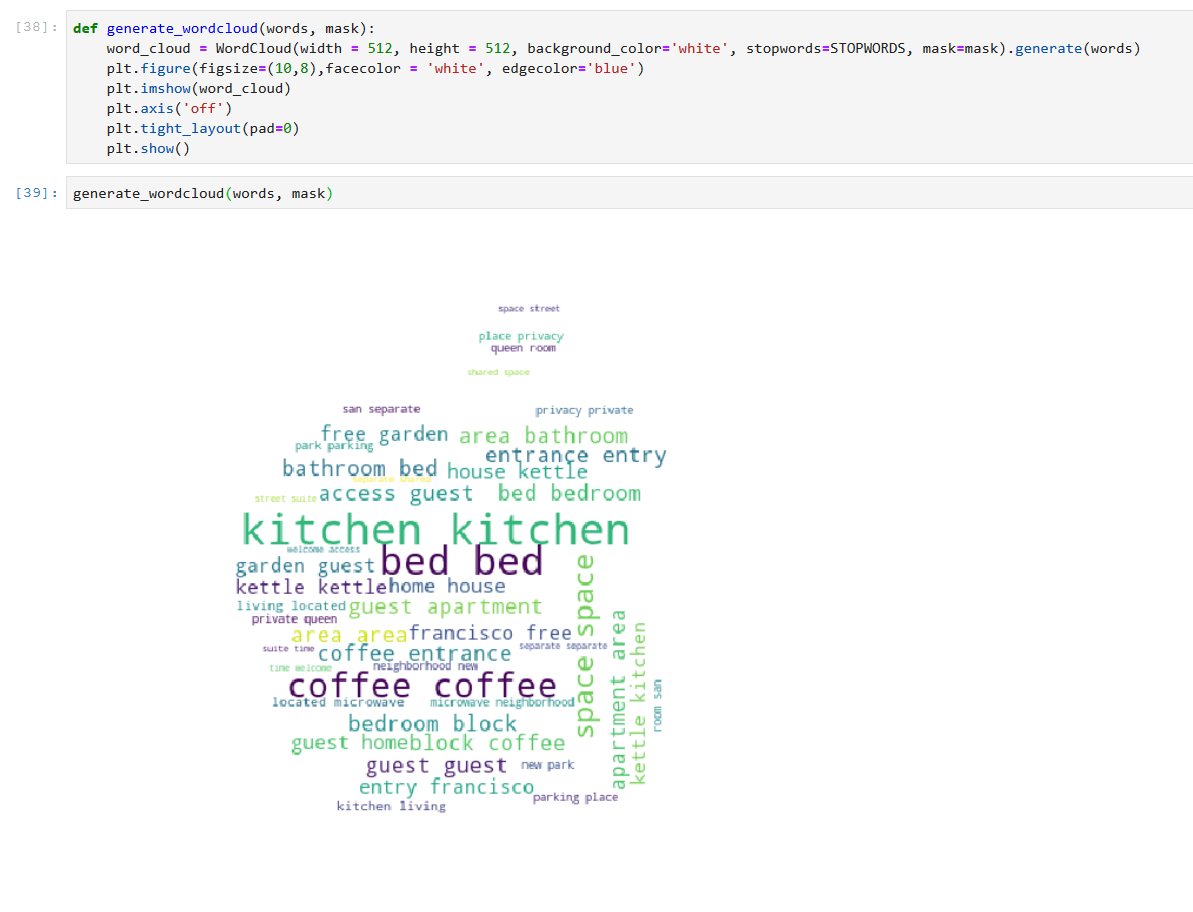 [38]: def generate_wordcloud(words, mask):
word_cloud = WordCloud(width = 512, height = 512, background_color='white', stopwords=STOPWORDS, mask=mask).generate(words)
plt.figure(figsize=(10,8),facecolor = 'white', edgecolor='blue')
plt.imshow(word_cloud)
plt.axis('off')
plt.tight_layout(pad=0)
plt.show()
[39]: generate_wordcloud(words, mask)
space street
place privacy
queen room
shared space
san separate
privacy private
free garden
area bathroom
park parking
entrance entry
bathroom bed
house kettle
separate shared
street suite
access guest
bed bedroom
kitchen kitchen
welcome access
bed bed
garden guest
kettle kettle
home house
space space
living located
guest apartment
private queen
area area
francisco free
suite time
coffee entrance
separate separate
time welcome
neighborhood new
coffee coffee
apartment area
kettle kitchen
room san
located microwave
microwave neighborhood
bedroom block
guest home
block coffee
guest guest
new park
entry francisco
parking place
kitchen living